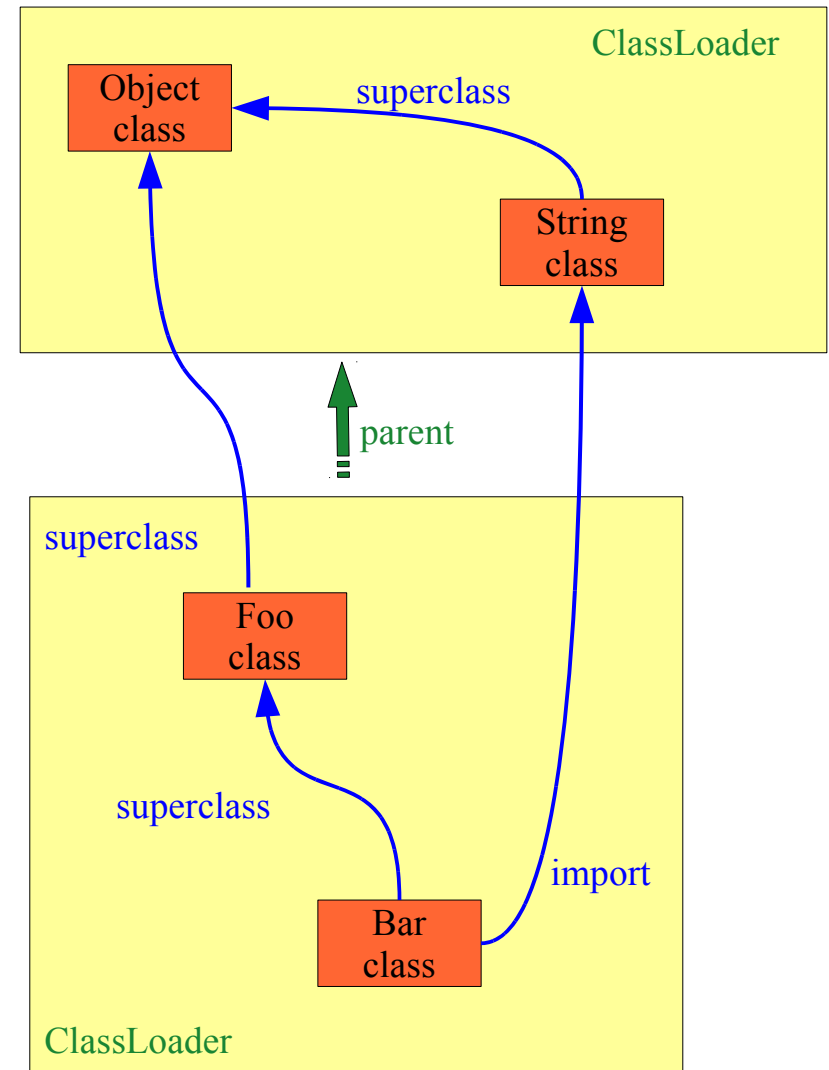 ClassLoader
Object
class
superclass
String
class
parent
superclass
Foo
class
superclass
import
Bar
class
ClassLoader